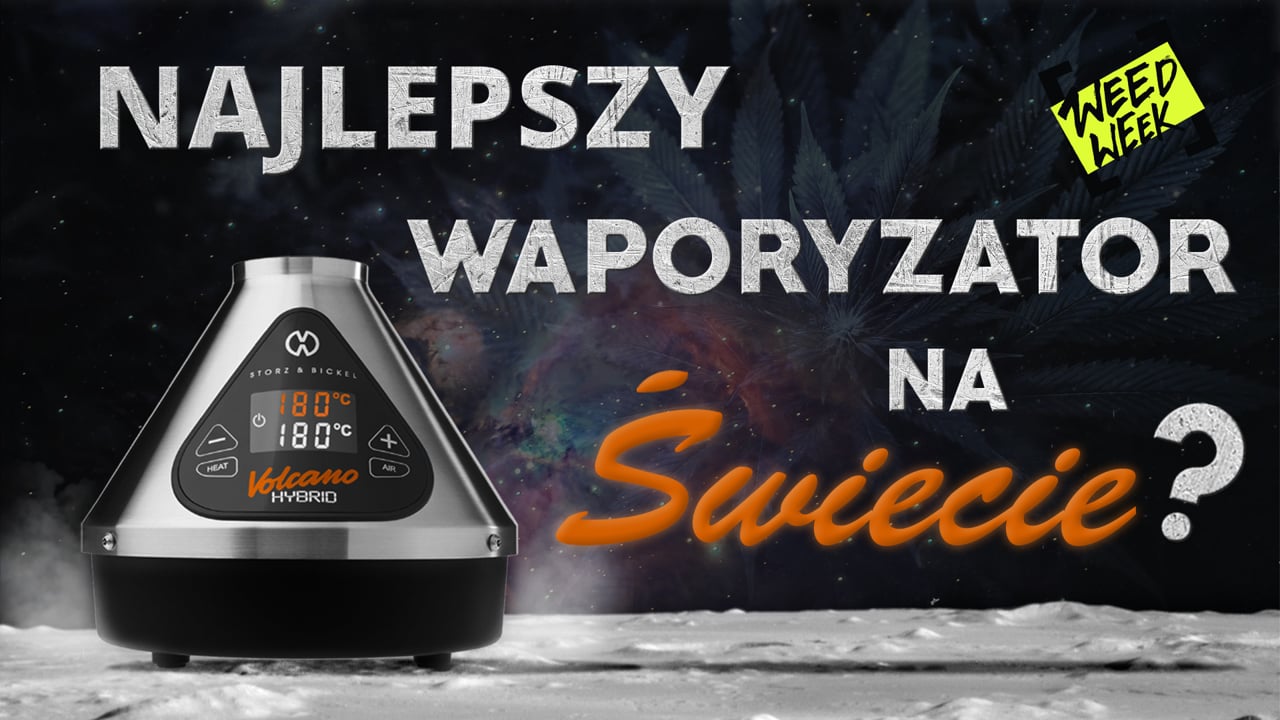 NAJLEPSZY
WEED
WEEK
WAPORYZATOR
NA
Świecie?
STORZ & BICKEL
180°C
180°C
HEAT
AIR
Volcano
HYBRID